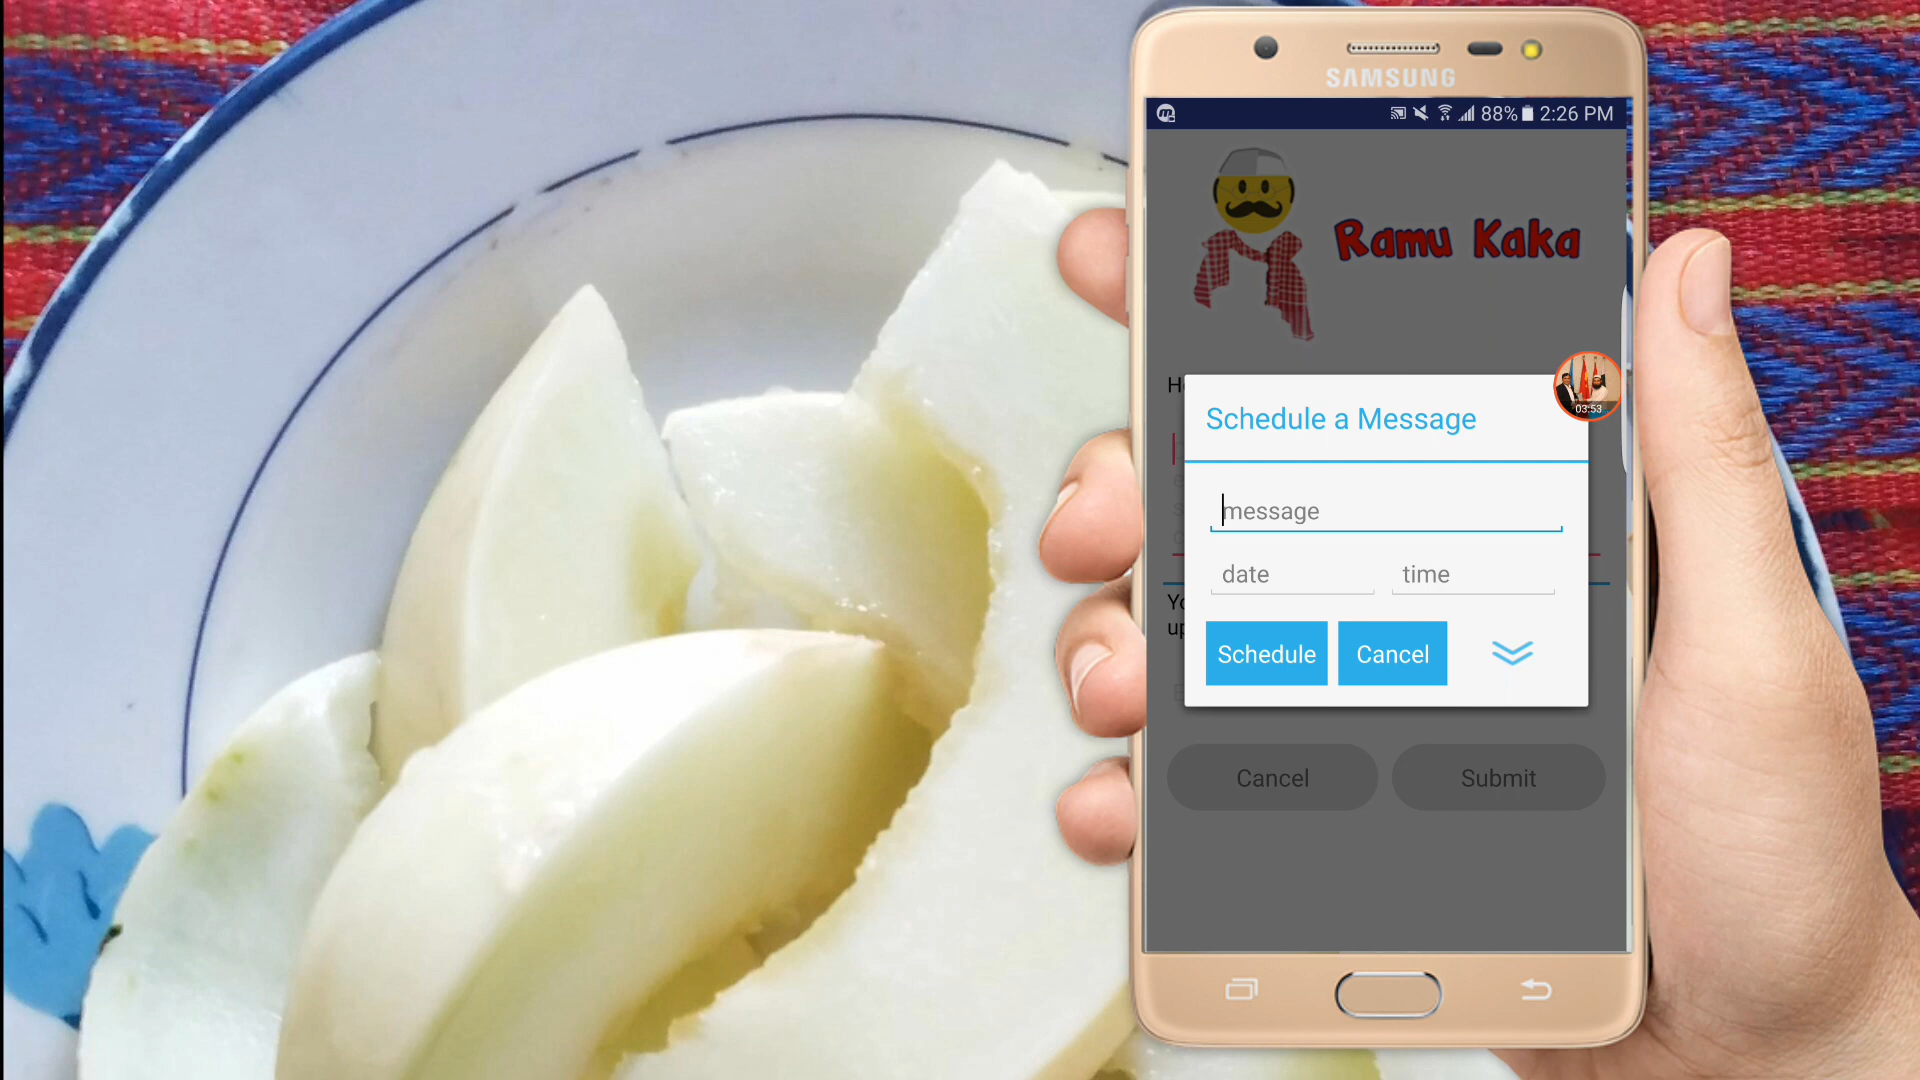 SAMSUNG
88% 2:26 PM
Ramu Kaka
03:53
Schedule a Message
message
date time
Schedule Cancel
Cancel Submit